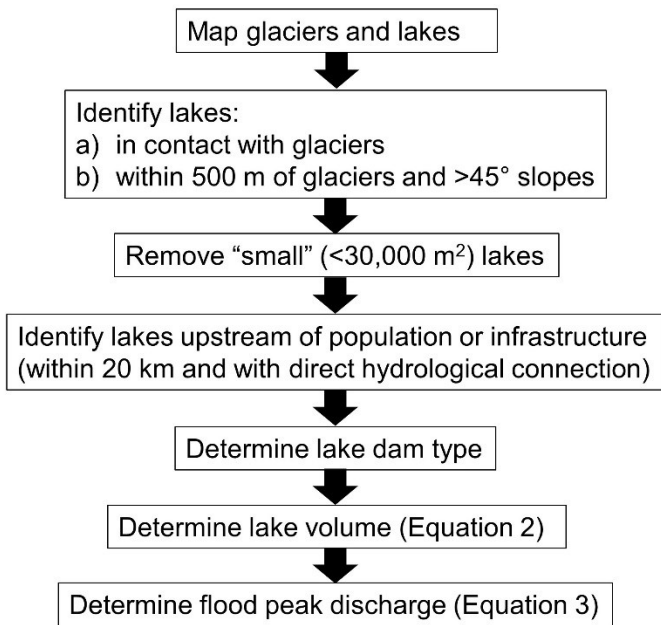 Map glaciers and lakes
Identify lakes:
a) in contact with glaciers
b) within 500 m of glaciers and >45° slopes
Remove “small” (<30,000 m²) lakes
Identify lakes upstream of population or infrastructure
(within 20 km and with direct hydrological connection)
Determine lake dam type
Determine lake volume (Equation 2)
Determine flood peak discharge (Equation 3)